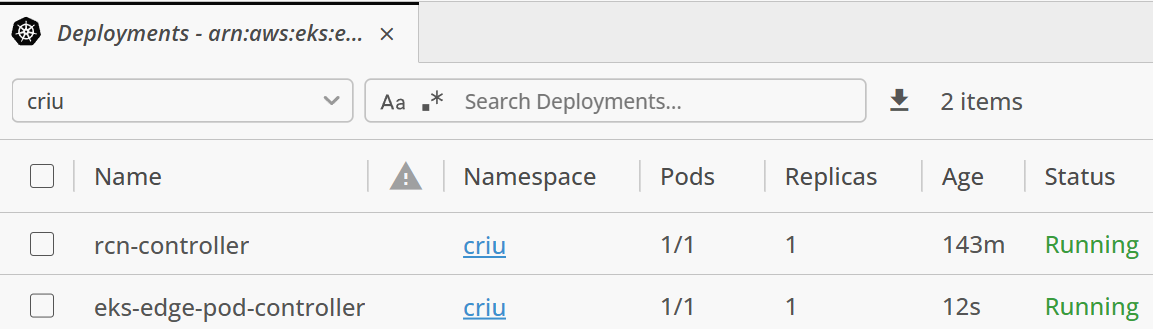 Deployments - arn:aws:eks:e...
criu Aa .* Search Deployments... 2 items
Name Namespace Pods Replicas Age Status
rcn-controller criu 1/1 1 143m Running
eks-edge-pod-controller criu 1/1 1 12s Running